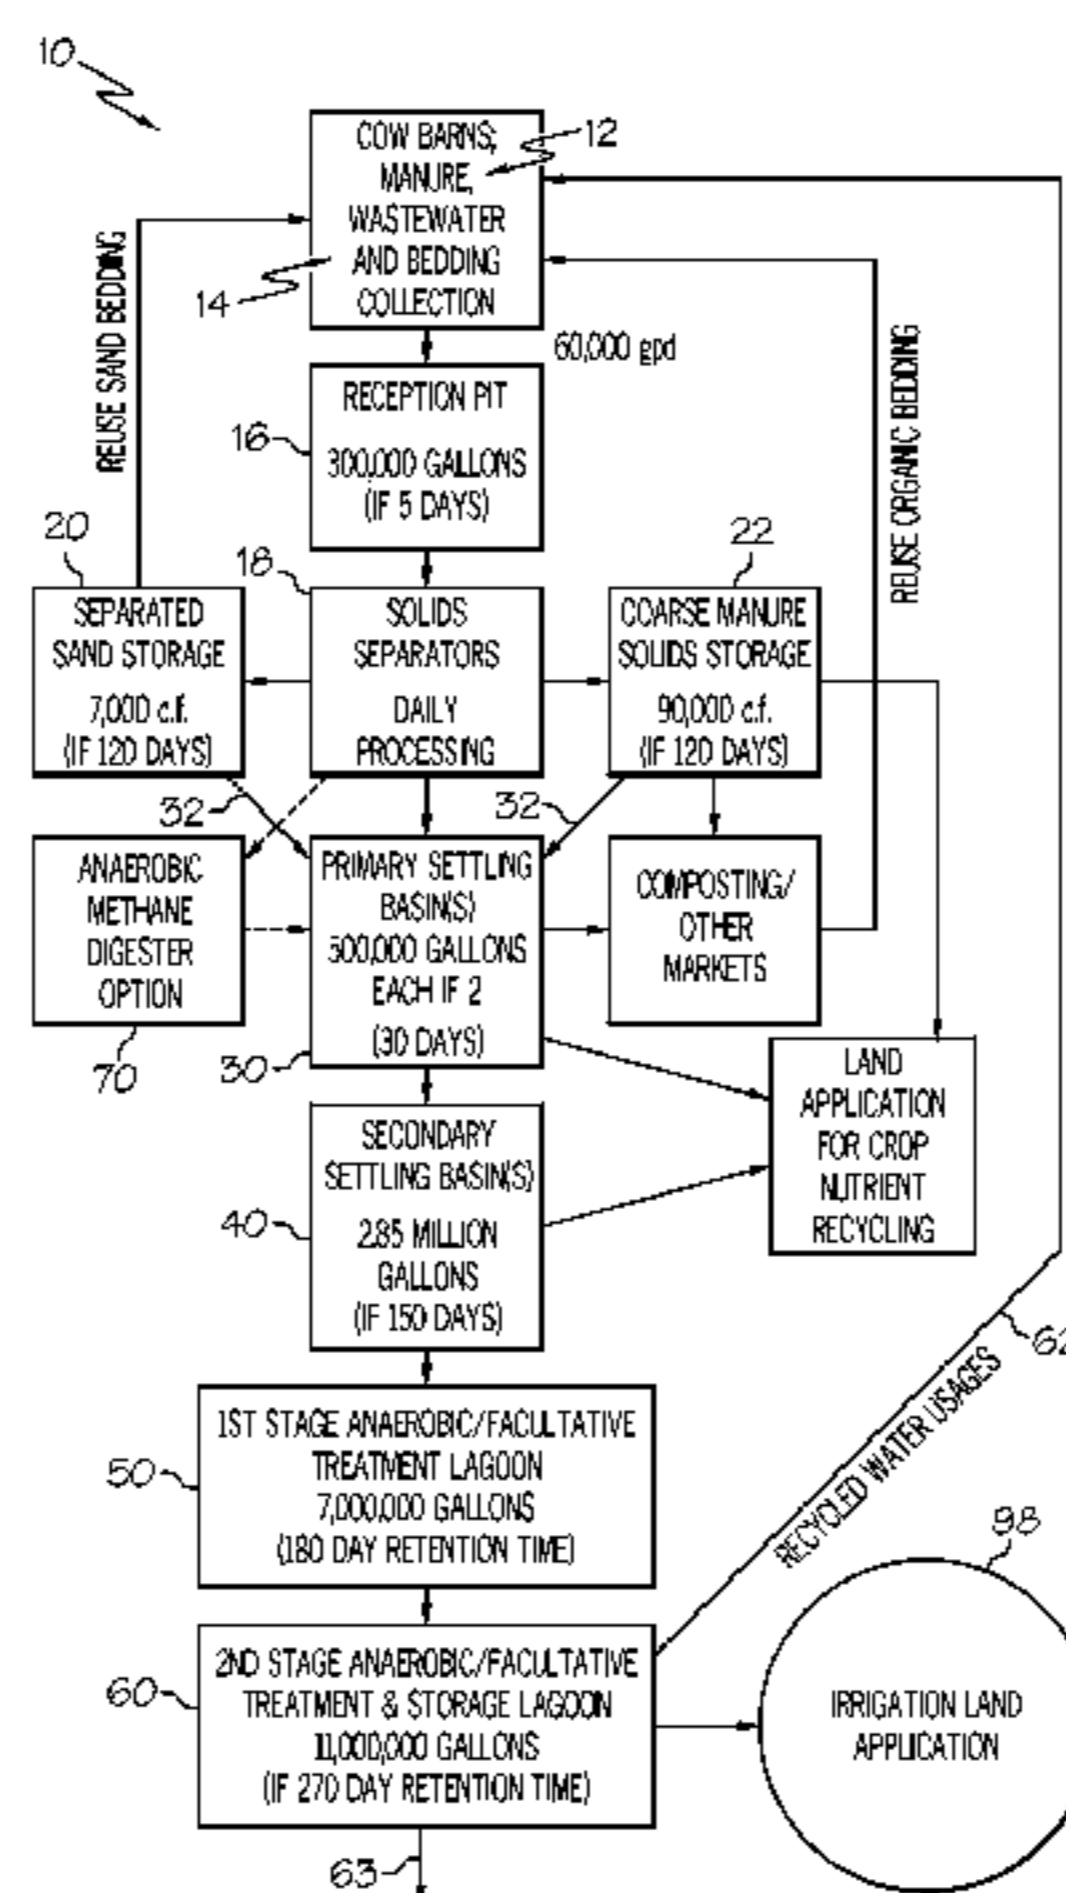 10
COW BARNS;
MANURE,
WASTEWATER
AND BEDDING
COLLECTION
12
14
60,000 gpd
REUSE SAND BEDDING
REUSE ORGANIC BEDDING
RECEPTION PIT
300,000 GALLONS
(IF 5 DAYS)
16
20
SEPARATED
SAND STORAGE
7,000 c.f.
(IF 120 DAYS)
18
SOLIDS
SEPARATORS
DAILY
PROCESSING
22
COARSE MANURE
SOLIDS STORAGE
90,000 c.f.
(IF 120 DAYS)
32
32
ANAEROBIC
METHANE
DIGESTER
OPTION
70
PRIMARY SETTLING
BASIN(S)
500,000 GALLONS
EACH IF 2
(30 DAYS)
30
COMPOSTING/
OTHER
MARKETS
LAND
APPLICATION
FOR CROP
NUTRIENT
RECYCLING
SECONDARY
SETTLING BASIN(S)
2.85 MILLION
GALLONS
(IF 150 DAYS)
40
62
RECYCLED WATER USAGES
1ST STAGE ANAEROBIC/FACULTATIVE
TREATMENT LAGOON
7,000,000 GALLONS
(180 DAY RETENTION TIME)
50
2ND STAGE ANAEROBIC/FACULTATIVE
TREATMENT & STORAGE LAGOON
11,000,000 GALLONS
(IF 270 DAY RETENTION TIME)
60
98
IRRIGATION LAND
APPLICATION
63